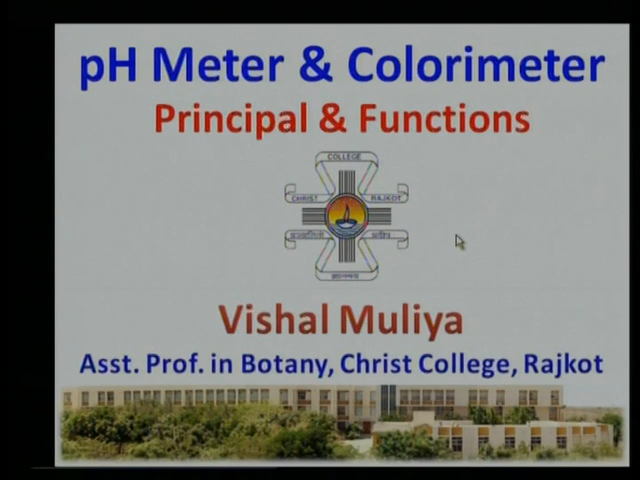 pH Meter & Colorimeter
Principal & Functions
COLLEGE
CHRIST RAJKOT
Vishal Muliya
Asst. Prof. in Botany, Christ College, Rajkot